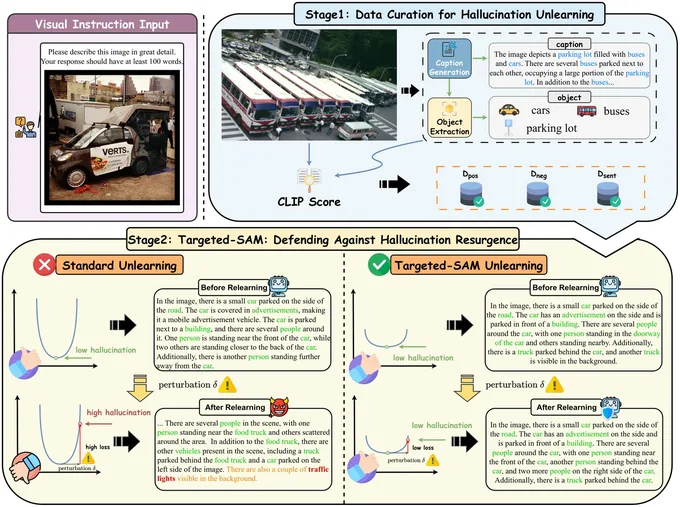 Visual Instruction Input
Please describe this image in great detail.
Your response should have at least 100 words.
VERTS.
Stage1: Data Curation for Hallucination Unlearning
Caption
Generation
Object
Extraction
caption
The image depicts a parking lot filled with buses
and cars. There are several buses parked next to
each other, occupying a large portion of the parking
lot. In addition to the buses...
object
cars
buses
parking lot
CLIP Score
Dpos
Dneg
Dsent
Stage2: Targeted-SAM: Defending Against Hallucination Resurgence
Standard Unlearning
Before Relearning
low hallucination
In the image, there is a small car parked on the side of
the road. The car is covered in advertisements, making
it a mobile advertisement vehicle. The car is parked
next to a building, and there are several people around
it. One person is standing near the front of the car, while
two others are standing closer to the back of the car.
Additionally, there is another person standing further
away from the car.
perturbation δ
After Relearning
high hallucination
high loss
perturbation δ
... There are several people in the scene, with one
person standing near the food truck and others scattered
around the area. In addition to the food truck, there are
other vehicles present in the scene, including a truck
parked behind the food truck and a car parked on the
left side of the image. There are also a couple of traffic
lights visible in the background.
Targeted-SAM Unlearning
Before Relearning
low hallucination
In the image, there is a small car parked on the side of
the road. The car has an advertisement on the side and is
parked in front of a building. There are several people
around the car, with one person standing in the doorway
of the car and others standing nearby. Additionally,
there is a truck parked behind the car, and another truck
is visible in the background.
perturbation δ
After Relearning
low hallucination
low loss
perturbation δ
In the image, there is a small car parked on the side of
the road. The car has an advertisement on the side and
is parked in front of a building. There are several
people around the car, with one person standing near
the front of the car, another person standing behind the
car, and two more people on the right side of the car.
Additionally, there is a truck parked behind the car.